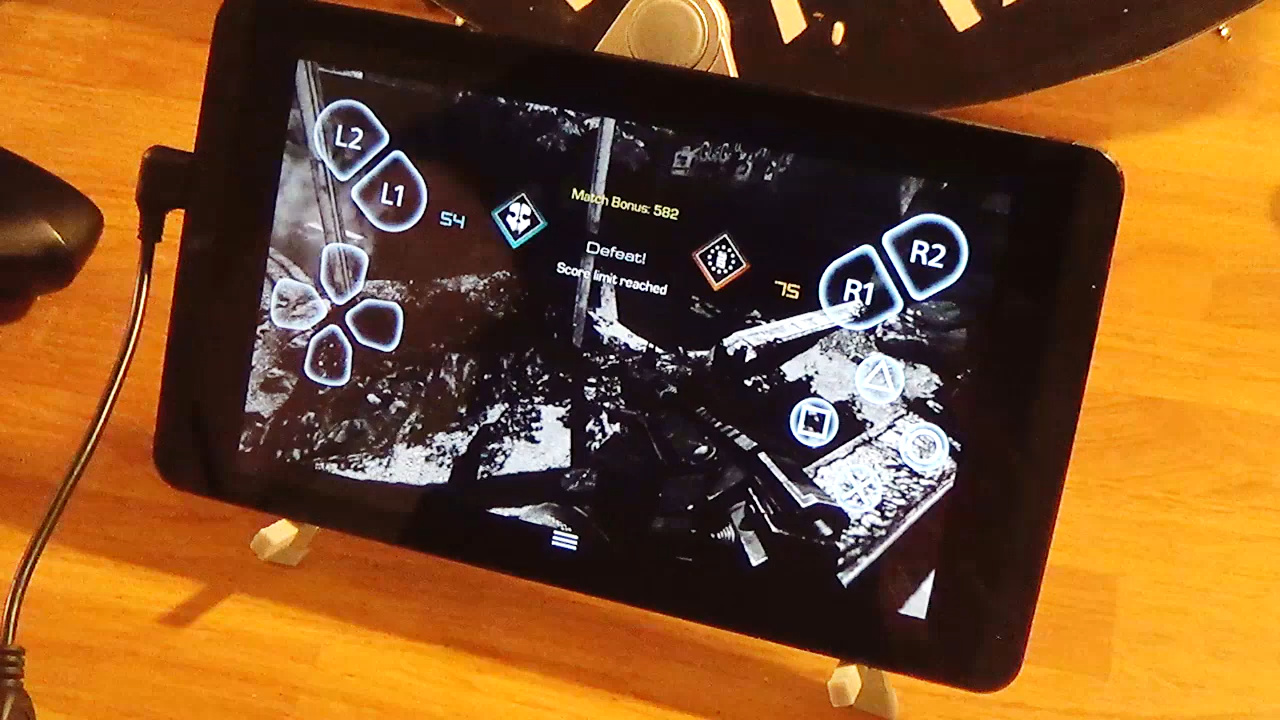 L2
L1
54
Match Bonus: 582
Defeat!
Score limit reached
75
R1
R2